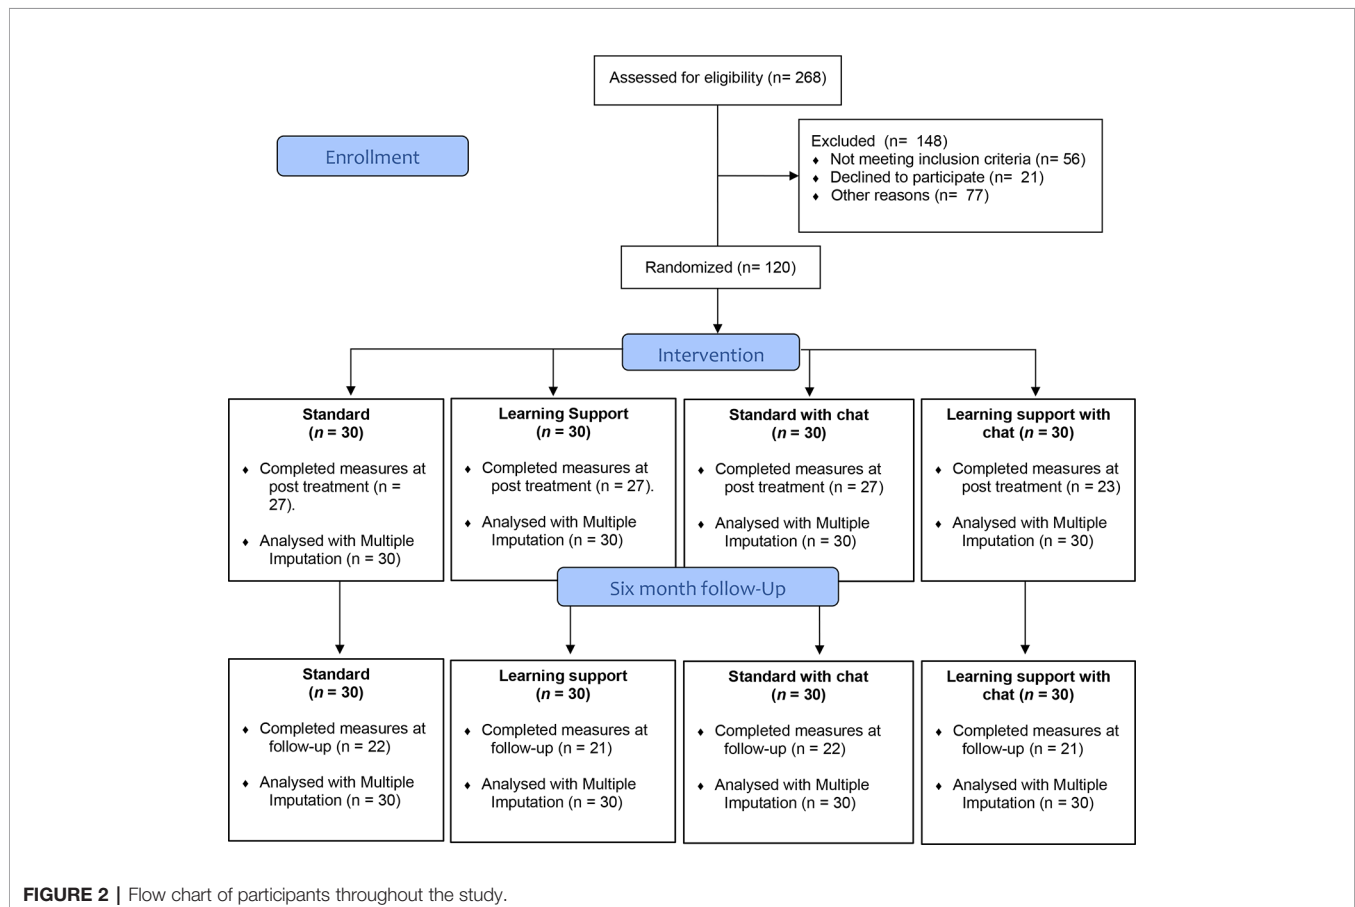 Assessed for eligibility (n= 268)
Enrollment
Excluded (n= 148)
♦ Not meeting inclusion criteria (n= 56)
♦ Declined to participate (n= 21)
♦ Other reasons (n= 77)
Randomized (n= 120)
Intervention
Standard
(n = 30)
♦ Completed measures at
post treatment (n =
27).
♦ Analysed with Multiple
Imputation (n = 30)
Learning Support
(n = 30)
♦ Completed measures at
post treatment (n = 27).
♦ Analysed with Multiple
Imputation (n = 30)
Standard with chat
(n = 30)
♦ Completed measures at
post treatment (n = 27)
♦ Analysed with Multiple
Imputation (n = 30)
Learning support with
chat (n = 30)
♦ Completed measures at
post treatment (n = 23)
♦ Analysed with Multiple
Imputation (n = 30)
Six month follow-Up
Standard
(n = 30)
♦ Completed measures at
follow-up (n = 22)
♦ Analysed with Multiple
Imputation (n = 30)
Learning support
(n = 30)
♦ Completed measures at
follow-up (n = 21)
♦ Analysed with Multiple
Imputation (n = 30)
Standard with chat
(n = 30)
♦ Completed measures at
follow-up (n = 22)
♦ Analysed with Multiple
Imputation (n = 30)
Learning support with
chat (n = 30)
♦ Completed measures at
follow-up (n = 21)
♦ Analysed with Multiple
Imputation (n = 30)
FIGURE 2 | Flow chart of participants throughout the study.